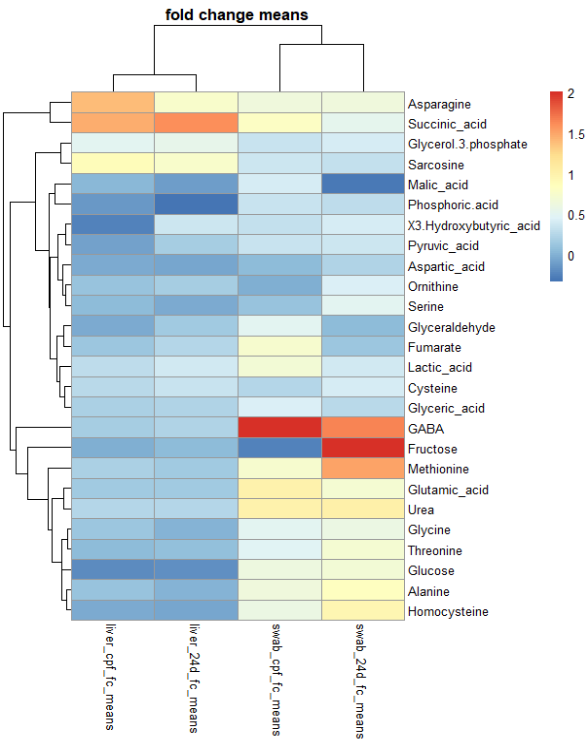 fold change means
Asparagine
Succinic_acid
Glycerol.3.phosphate
Sarcosine
Malic_acid
Phosphoric.acid
X3.Hydroxybutyric_acid
Pyruvic_acid
Aspartic_acid
Ornithine
Serine
Glyceraldehyde
Fumarate
Lactic_acid
Cysteine
Glyceric_acid
GABA
Fructose
Methionine
Glutamic_acid
Urea
Glycine
Threonine
Glucose
Alanine
Homocysteine
2
1.5
1
0.5
0
liver_cpf_fc_means
liver_24d_fc_means
swab_cpf_fc_means
swab_24d_fc_means